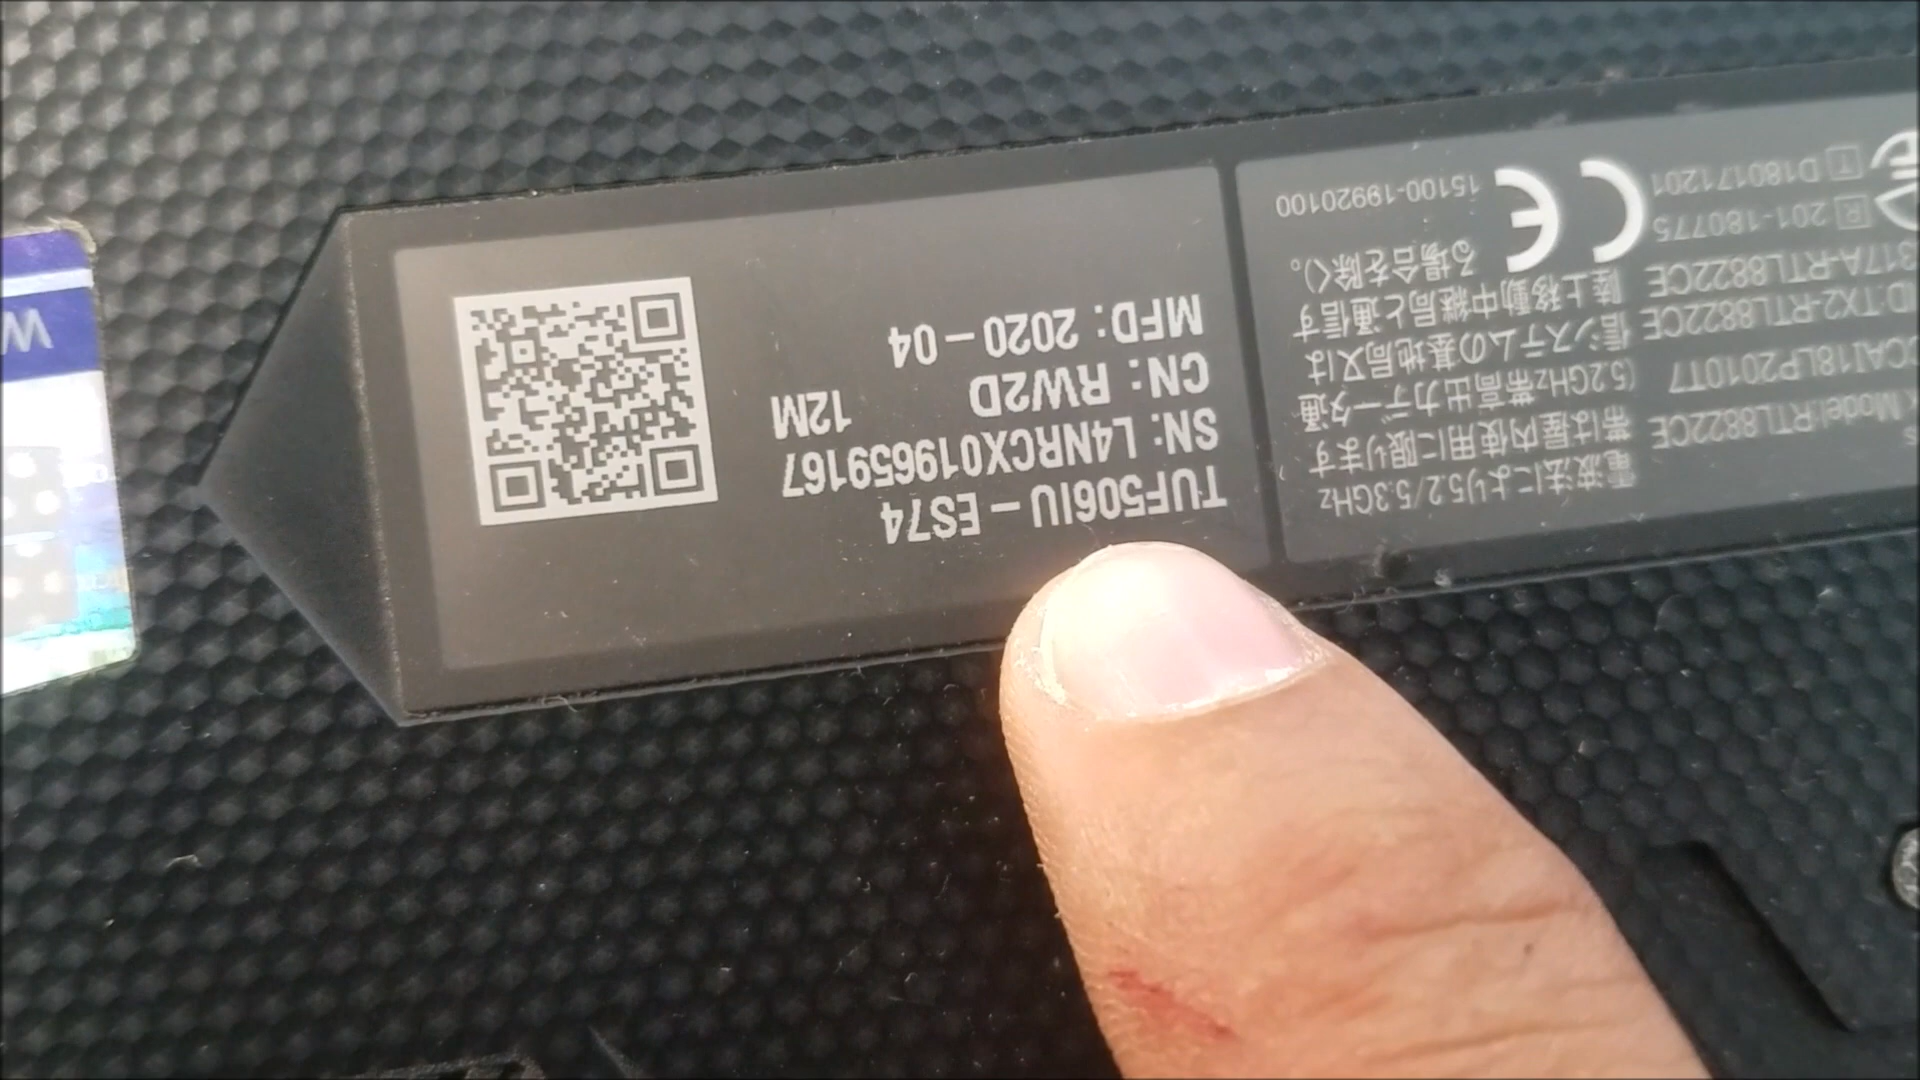 TUF506IU-ES74
SN: L4NRCX019659167
CN: RW2D 12M
MFD: 2020-04
Model:RTL8822CE
CCAI18LP2010T7
D:TX2-RTL8822CE
317A-RTL8822CE
R 201-180775
T D180171201
電波法により5.2/5.3GHz
帯は屋内使用に限ります
(5.2GHz帯高出力データ通
信システムの基地局又は
陸上移動中継局と通信す
る場合を除く)。
CE
15100-19920100
W